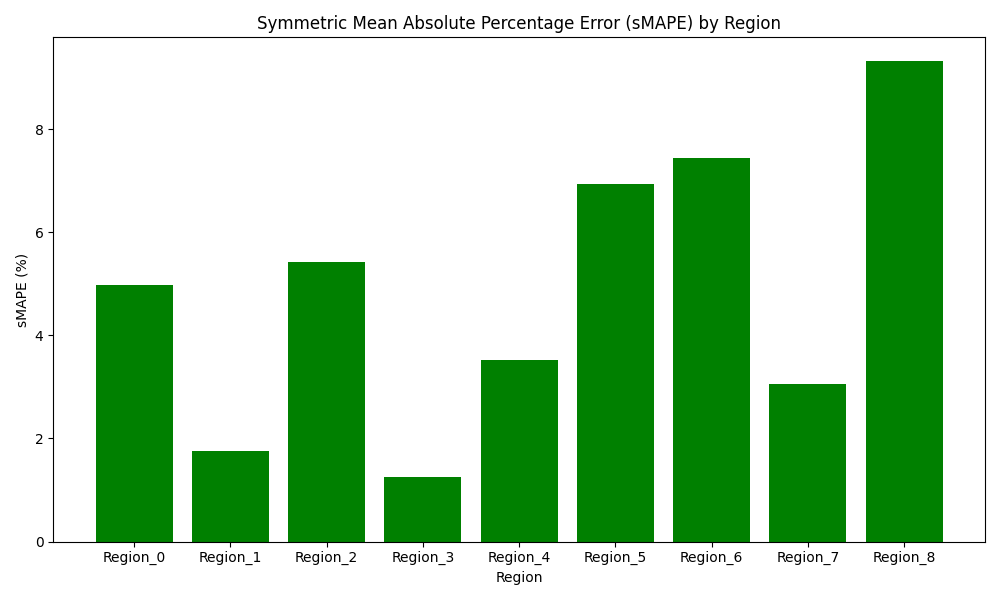 Symmetric Mean Absolute Percentage Error (sMAPE) by Region
sMAPE (%)
8
6
4
2
0
Region_0 Region_1 Region_2 Region_3 Region_4 Region_5 Region_6 Region_7 Region_8
Region